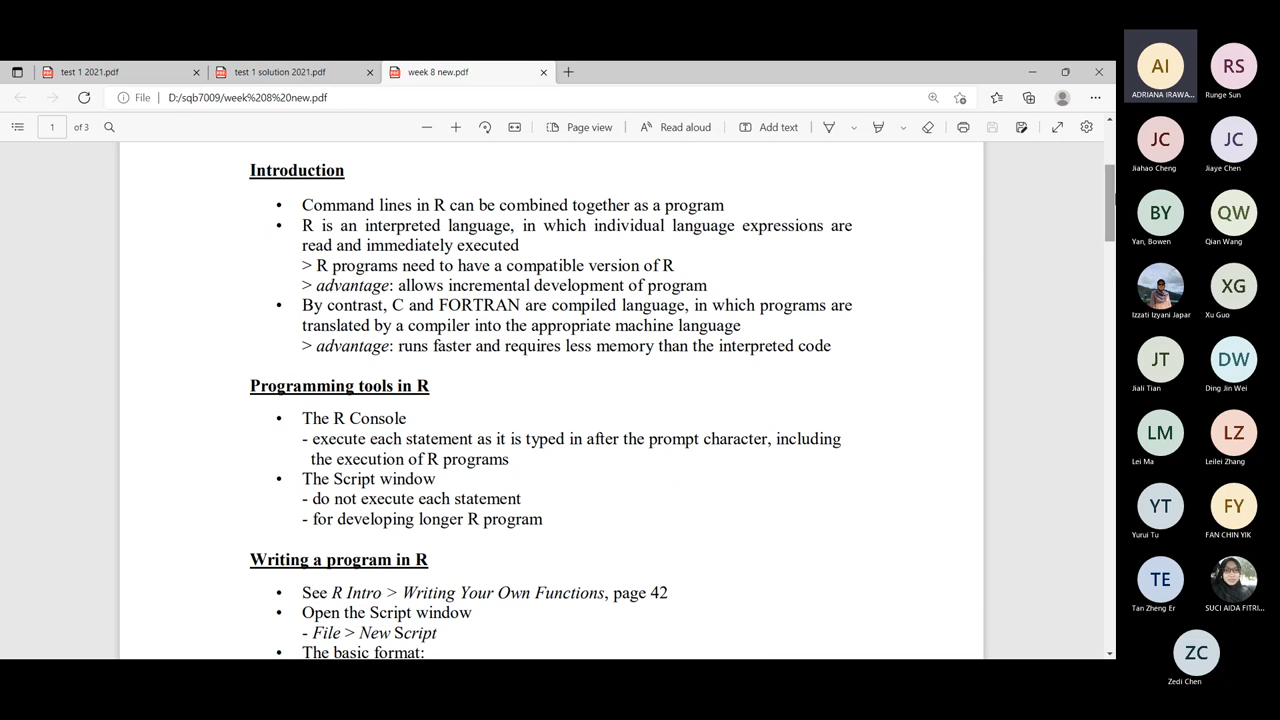 test 1 2021.pdf
test 1 solution 2021.pdf
week 8 new.pdf
File | D:/sqb7009/week%208%20new.pdf
1 of 3
Page view
Read aloud
Add text
Introduction
• Command lines in R can be combined together as a program
• R is an interpreted language, in which individual language expressions are
read and immediately executed
> R programs need to have a compatible version of R
> advantage: allows incremental development of program
• By contrast, C and FORTRAN are compiled language, in which programs are
translated by a compiler into the appropriate machine language
> advantage: runs faster and requires less memory than the interpreted code
Programming tools in R
• The R Console
- execute each statement as it is typed in after the prompt character, including
the execution of R programs
• The Script window
- do not execute each statement
- for developing longer R program
Writing a program in R
• See R Intro > Writing Your Own Functions, page 42
• Open the Script window
- File > New Script
• The basic format:
AI
ADRIANA IRAWA...
RS
Runge Sun
JC
Jiahao Cheng
JC
Jiaye Chen
BY
Yan, Bowen
QW
Qian Wang
Izzati Izyani Japar
XG
Xu Guo
JT
Jiali Tian
DW
Ding Jin Wei
LM
Lei Ma
LZ
Leilei Zhang
YT
Yurui Tu
FY
FAN CHIN YIK
TE
Tan Zheng Er
SUCI AIDA FITRI...
ZC
Zedi Chen